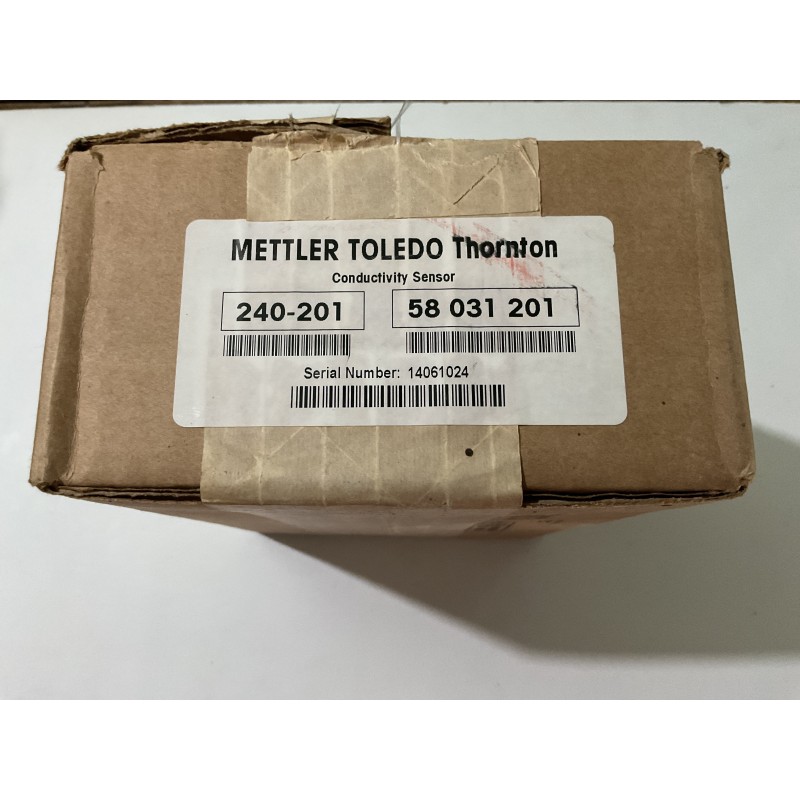 METTLER TOLEDO Thornton
Conductivity Sensor
240-201 58 031 201
Serial Number: 14061024